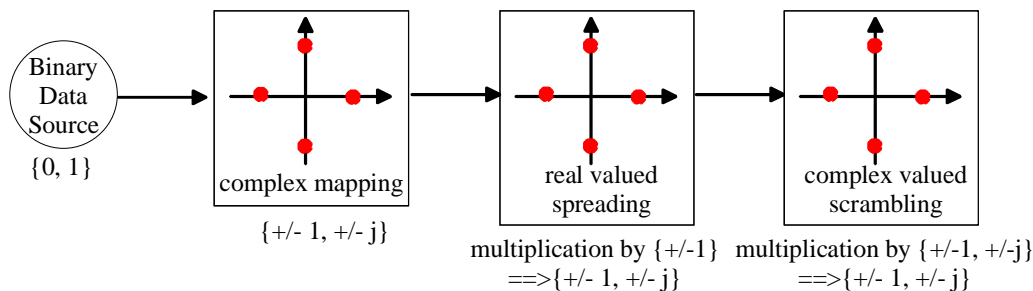 Binary
Data
Source
{0, 1}
complex mapping
{+/- 1, +/- j}
real valued
spreading
multiplication by {+/-1}
==>{+/- 1, +/- j}
complex valued
scrambling
multiplication by {+/-1, +/-j}
==>{+/- 1, +/- j}